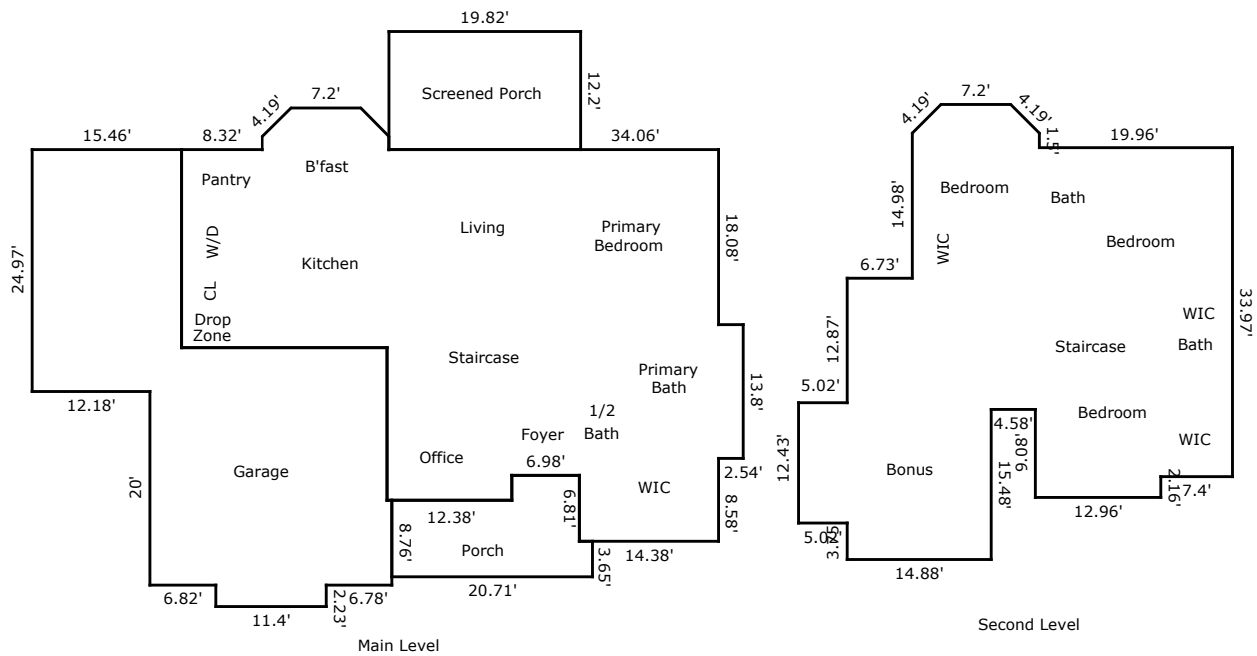 19.82'
Screened Porch
12.2'
7.2'
4.19'
15.46'
8.32'
34.06'
Pantry
B'fast
Living
Primary
Bedroom
18.08'
W/D
Kitchen
24.97'
CL
Drop
Zone
Staircase
Primary
Bath
13.8'
12.18'
1/2
Bath
Foyer
Office
6.98'
2.54'
Garage
WIC
20'
12.38'
6.81'
8.58'
8.76'
Porch
14.38'
3.65'
20.71'
6.82'
2.23'
6.78'
11.4'
Main Level
7.2'
4.19'
4.19'
1.5'
19.96'
Bedroom
Bath
14.98'
WIC
Bedroom
6.73'
33.97'
WIC
12.87'
Staircase
Bath
5.02'
Bedroom
4.58'
9.08'
WIC
12.43'
Bonus
15.48'
2.16'
7.4'
12.96'
5.02'
3.75'
14.88'
Second Level